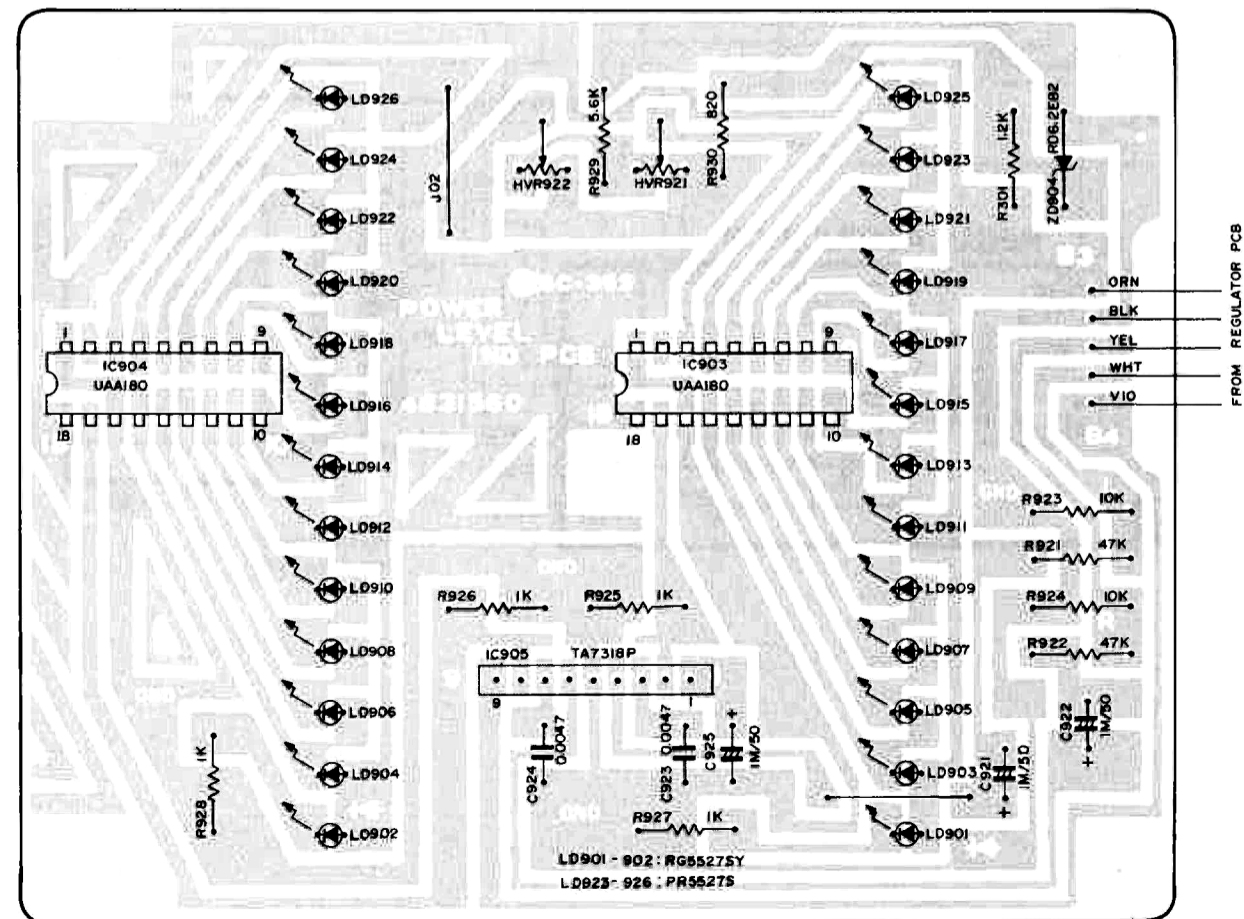 LD926
LD924
LD922
LD920
LD918
LD916
LD914
LD912
LD910
LD908
LD906
LD904
LD902
J02
HVR922
R929 5.6K
HVR921
R930 820
LD925
LD923
LD921
LD919
LD917
LD915
LD913
LD911
LD909
LD907
LD905
LD903
LD901
R301 1.2K
ZD904 RD6.2EB2
ORN
BLK
YEL
WHT
VIO
FROM REGULATOR PCB
1 9
IC904
UAA180
18 10
1 9
IC903
UAA180
18 10
R923 10K
R921 47K
R924 10K
R922 47K
R926 1K
R925 1K
IC905 TA7318P
9 1
C924 0.0047
C923 0.0047
C925 1M/50 +
C921 1M/50 +
C922 1M/50 +
R928 1K
R927 1K
LD901-902: RG5527SY
LD923-926: PR5527S